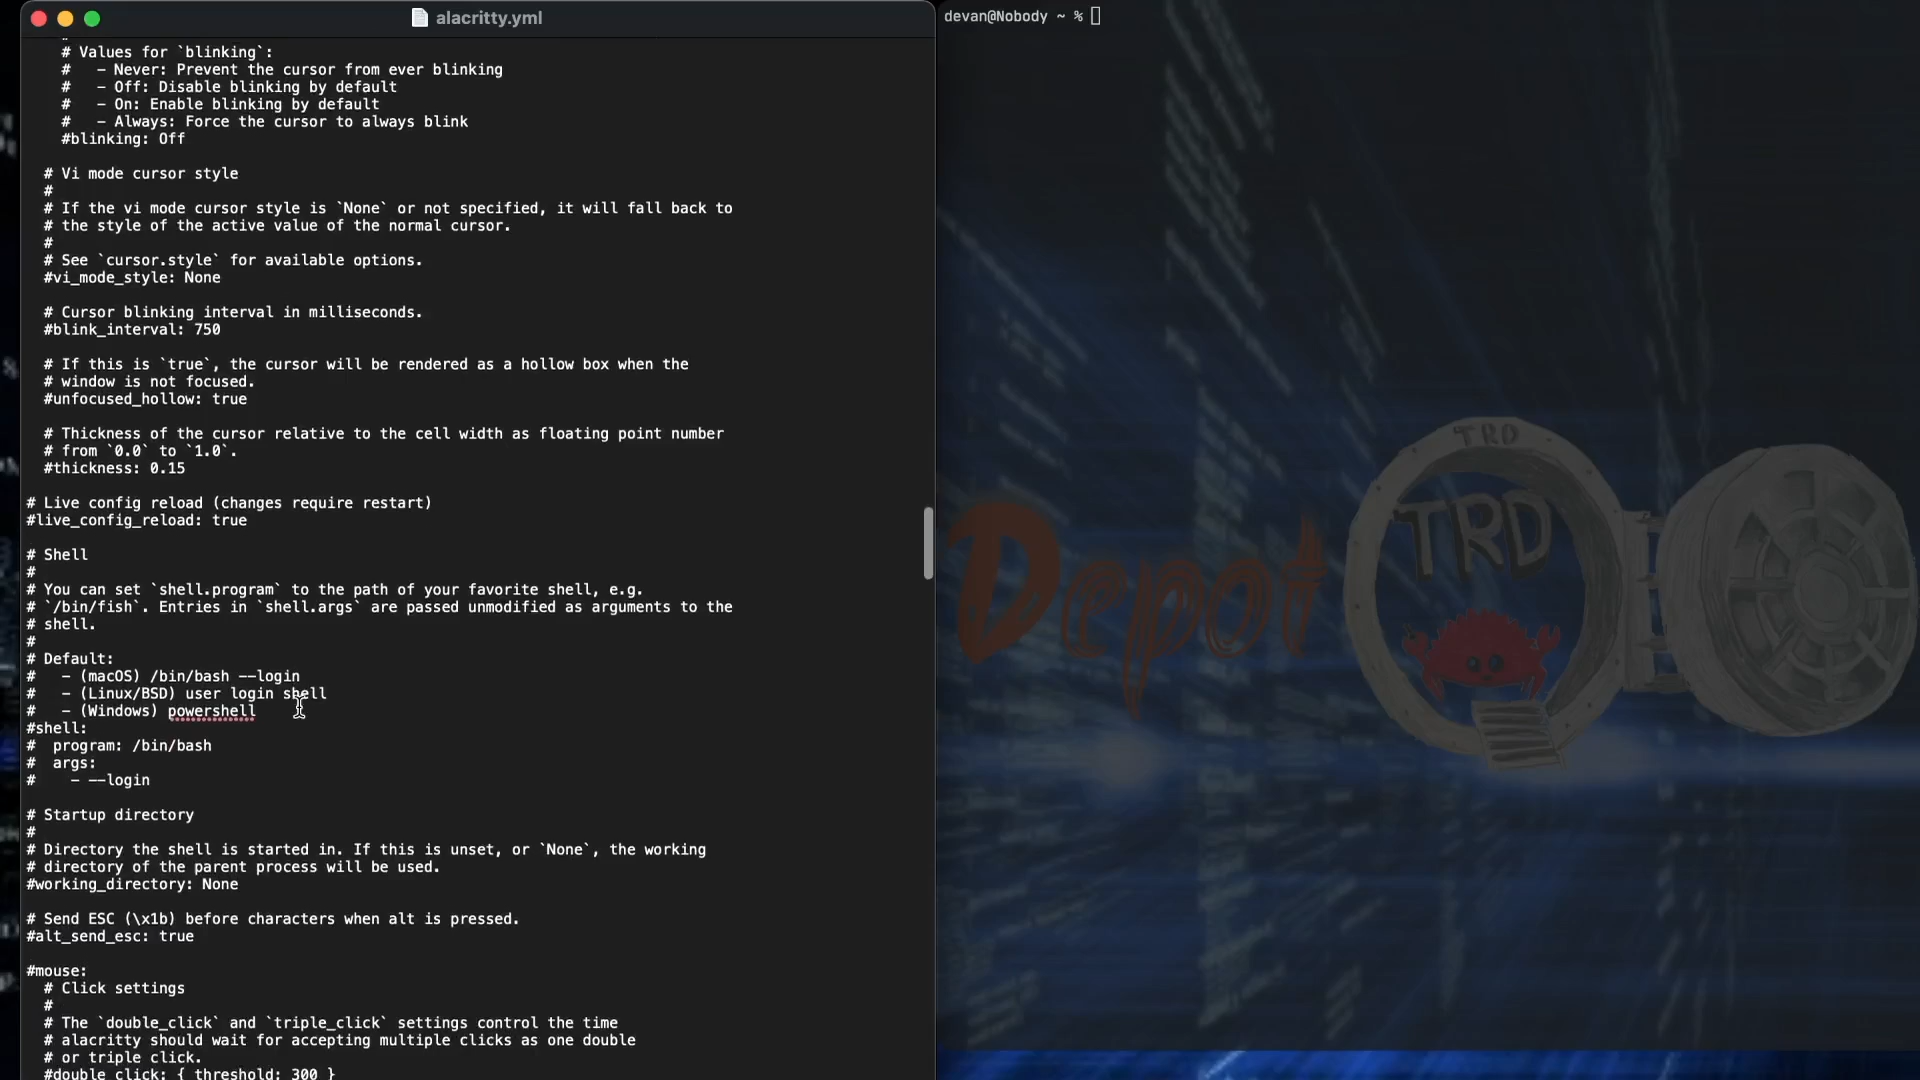 alacritty.yml
    # Values for `blinking`:
    #   - Never: Prevent the cursor from ever blinking
    #   - Off: Disable blinking by default
    #   - On: Enable blinking by default
    #   - Always: Force the cursor to always blink
    #blinking: Off

  # Vi mode cursor style
  #
  # If the vi mode cursor style is `None` or not specified, it will fall back to
  # the style of the active value of the normal cursor.
  #
  # See `cursor.style` for available options.
  #vi_mode_style: None

  # Cursor blinking interval in milliseconds.
  #blink_interval: 750

  # If this is `true`, the cursor will be rendered as a hollow box when the
  # window is not focused.
  #unfocused_hollow: true

  # Thickness of the cursor relative to the cell width as floating point number
  # from `0.0` to `1.0`.
  #thickness: 0.15

# Live config reload (changes require restart)
#live_config_reload: true

# Shell
#
# You can set `shell.program` to the path of your favorite shell, e.g.
# `/bin/fish`. Entries in `shell.args` are passed unmodified as arguments to the
# shell.
#
# Default:
#   - (macOS) /bin/bash --login
#   - (Linux/BSD) user login shell
#   - (Windows) powershell
#shell:
#  program: /bin/bash
#  args:
#    - --login

# Startup directory
#
# Directory the shell is started in. If this is unset, or `None`, the working
# directory of the parent process will be used.
#working_directory: None

# Send ESC (\x1b) before characters when alt is pressed.
#alt_send_esc: true

#mouse:
  # Click settings
  #
  # The `double_click` and `triple_click` settings control the time
  # alacritty should wait for accepting multiple clicks as one double
  # or triple click.
  #double_click: { threshold: 300 }
devan@Nobody ~ %
TRD
TRD
Depot